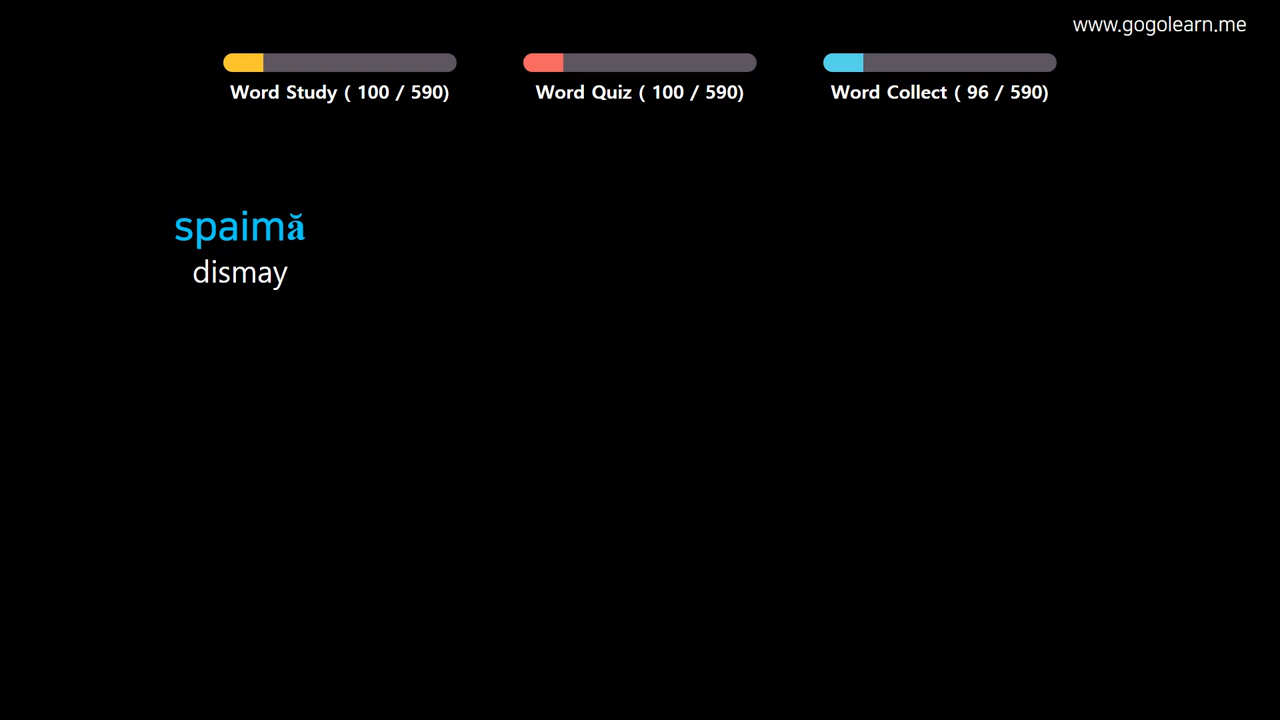 www.gogolearn.me
Word Study ( 100 / 590)
Word Quiz ( 100 / 590)
Word Collect ( 96 / 590)
spaimă
dismay